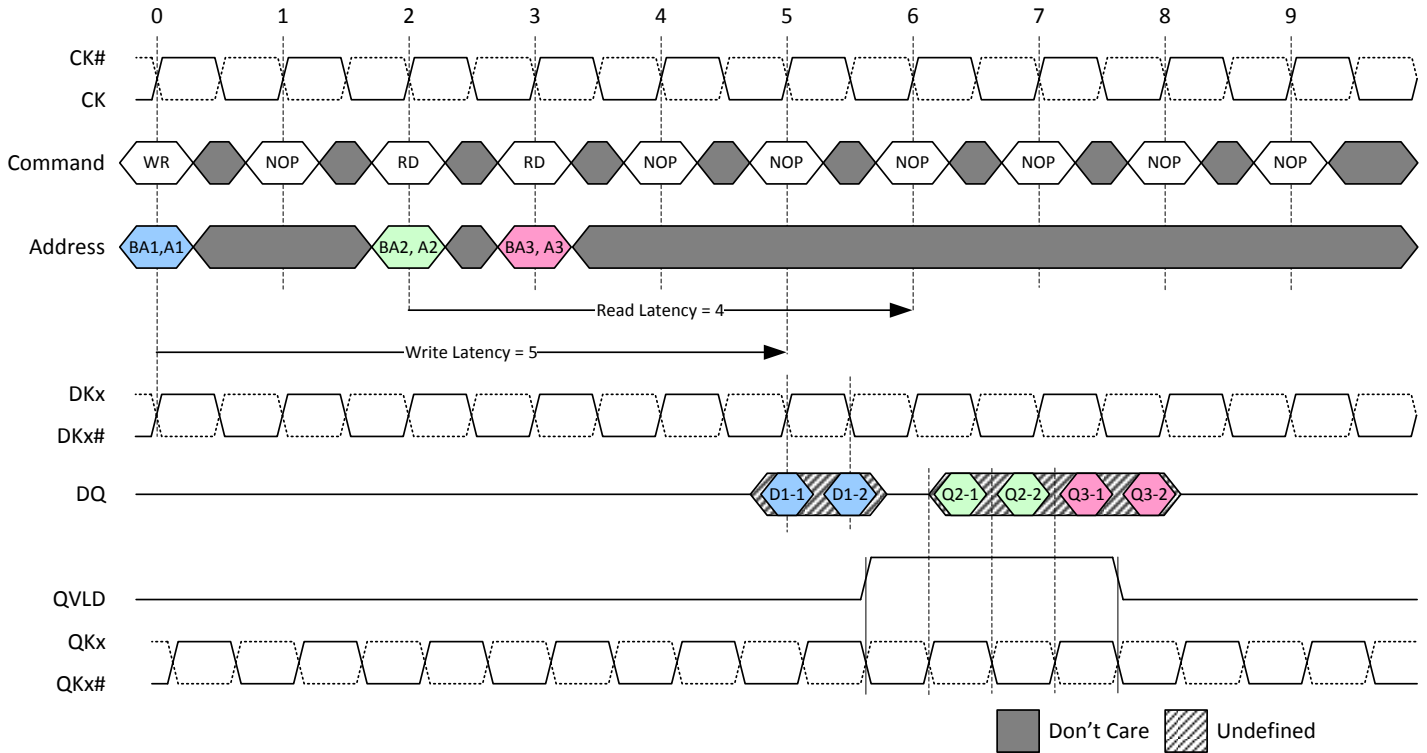 0 1 2 3 4 5 6 7 8 9
CK#
CK
Command WR NOP RD RD NOP NOP NOP NOP NOP NOP
Address BA1,A1 BA2, A2 BA3, A3
Read Latency = 4
Write Latency = 5
DKx
DKx#
DQ D1-1 D1-2 Q2-1 Q2-2 Q3-1 Q3-2
QVLD
QKx
QKx#
Don't Care Undefined